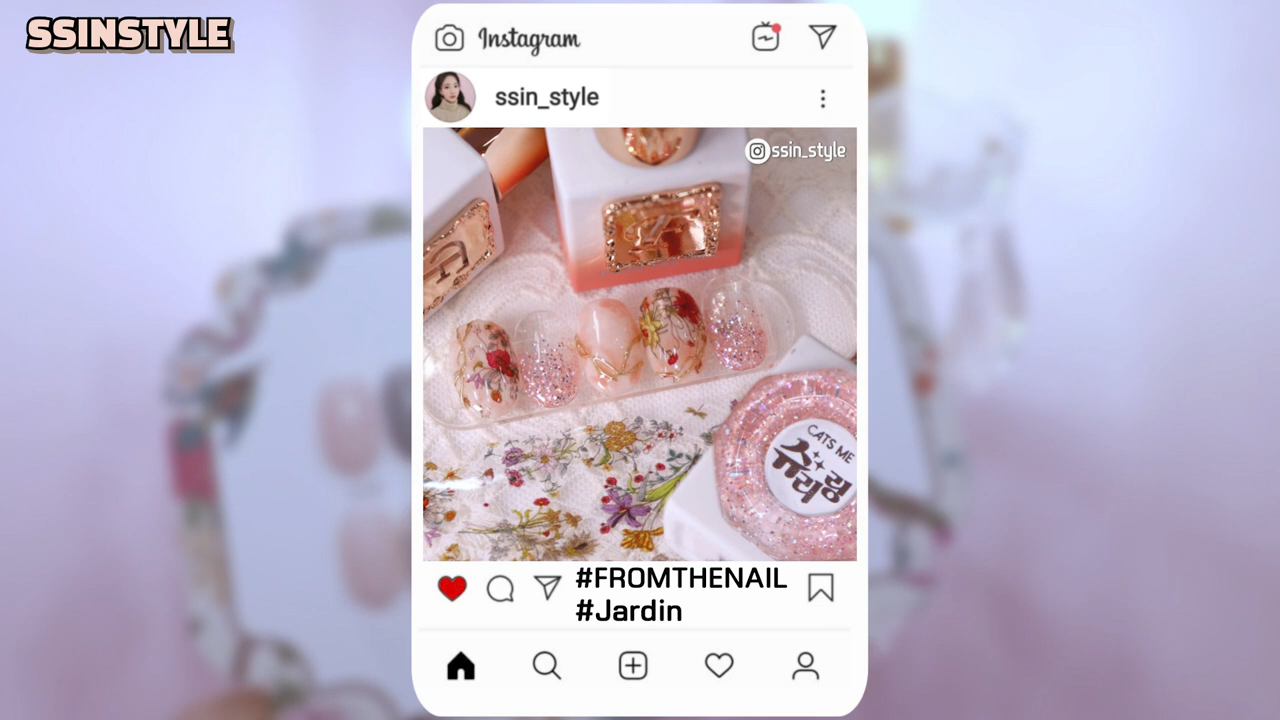 SSINSTYLE
Instagram
ssin_style
ssin_style
CATS ME
슈
리링
#FROMTHENAIL
#Jardin